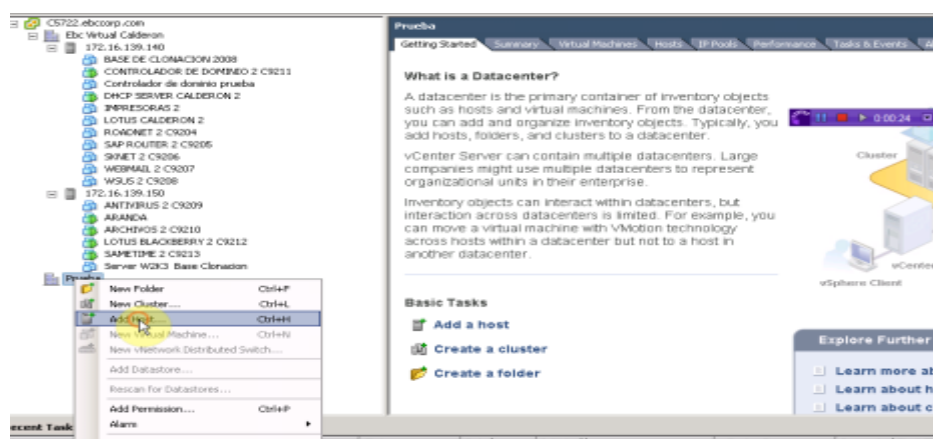 C5722.ebccorp.com
Ebc Virtual Calderon
172.16.139.140
BASE DE CLONACION 2008
CONTROLADOR DE DOMINIO 2 C9211
Controlador de dominio prueba
DHCP SERVER CALDERON 2
IMPRESORAS 2
LOTUS CALDERON 2
ROADNET 2 C9204
SAP ROUTER 2 C9205
SKNET 2 C9206
WEBMAIL 2 C9207
WSUS 2 C9208
172.16.139.150
ANTIVIRUS 2 C9209
ARANDA
ARCHIVOS 2 C9210
LOTUS BLACKBERRY 2 C9212
SAMETIME 2 C9213
Server W2K3 Base Clonacion
Prueba
New Folder Ctrl+F
New Cluster... Ctrl+L
Add Host... Ctrl+H
New Virtual Machine... Ctrl+N
New vNetwork Distributed Switch...
Add Datastore...
Rescan for Datastores...
Add Permission... Ctrl+P
Alarm
ecent Task
Prueba
Getting Started Summary Virtual Machines Hosts IP Pools Performance Tasks & Events A
What is a Datacenter?
A datacenter is the primary container of inventory objects
such as hosts and virtual machines. From the datacenter,
you can add and organize inventory objects. Typically, you
add hosts, folders, and clusters to a datacenter.
vCenter Server can contain multiple datacenters. Large
companies might use multiple datacenters to represent
organizational units in their enterprise.
Inventory objects can interact within datacenters, but
interaction across datacenters is limited. For example, you
can move a virtual machine with VMotion technology
across hosts within a datacenter but not to a host in
another datacenter.
Basic Tasks
Add a host
Create a cluster
Create a folder
0:00:24
Cluster
vCenter
vSphere Client
Explore Further
Learn more ab
Learn about h
Learn about c